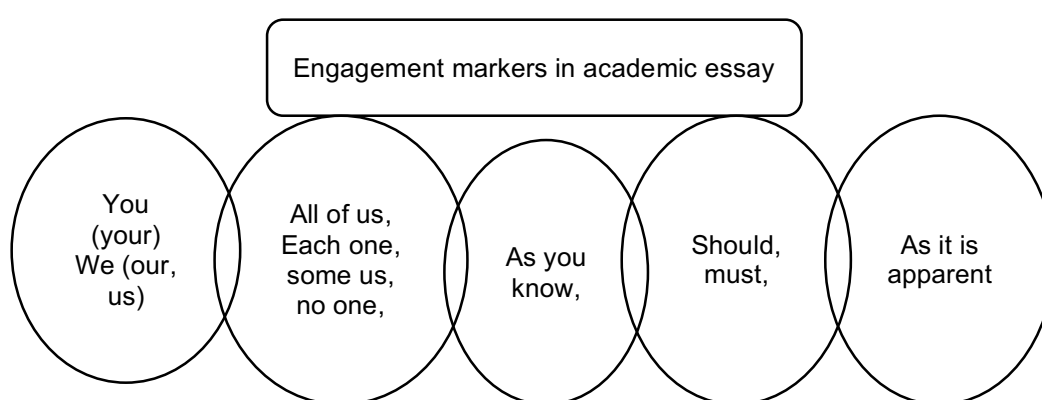 Engagement markers in academic essay
You
(your)
We (our,
us)
All of us,
Each one,
some us,
no one,
As you
know,
Should,
must,
As it is
apparent